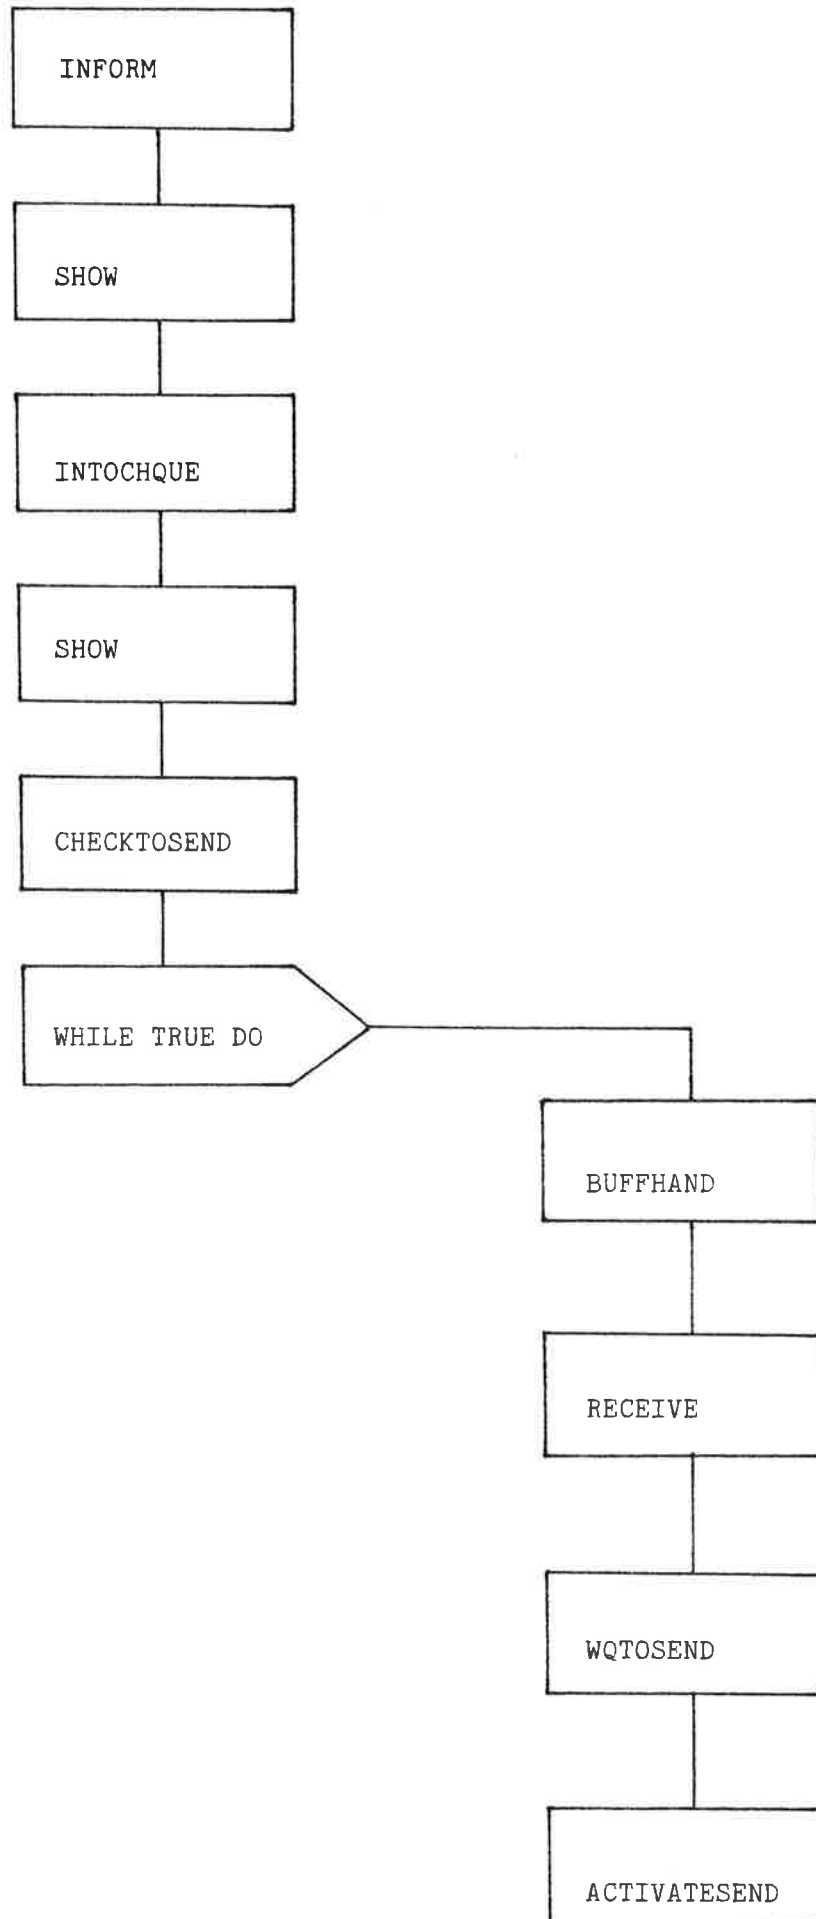 INFORM
SHOW
INTOCHQUE
SHOW
CHECKTOSEND
WHILE TRUE DO
BUFFHAND
RECEIVE
WQTOSEND
ACTIVATESEND